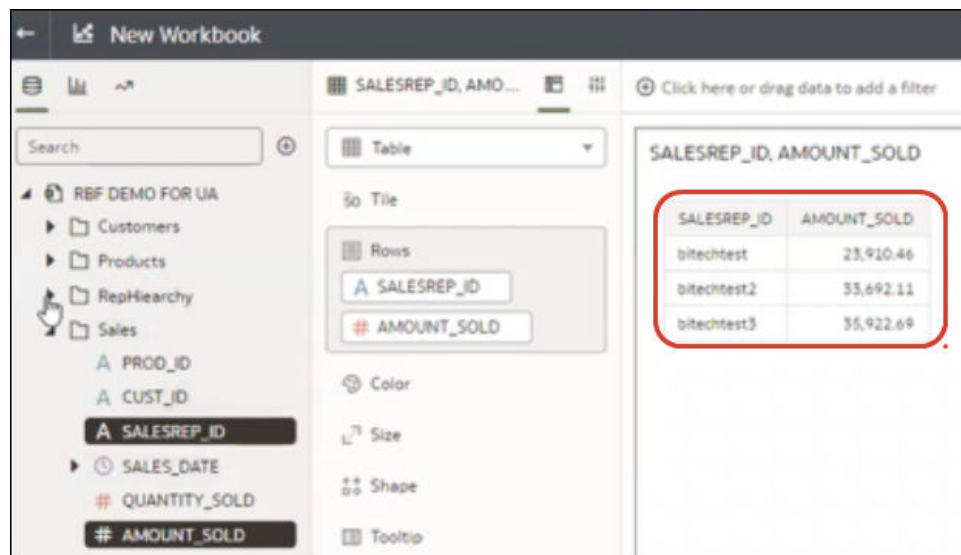 New Workbook
Search
RBF DEMO FOR UA
Customers
Products
RepHiearchy
Sales
PROD_ID
CUST_ID
SALESREP_ID
SALES_DATE
QUANTITY_SOLD
AMOUNT_SOLD
SALESREP_ID, AMO...
Table
Tile
Rows
SALESREP_ID
AMOUNT_SOLD
Color
Size
Shape
Tooltip
Click here or drag data to add a filter
SALESREP_ID, AMOUNT_SOLD
SALESREP_ID AMOUNT_SOLD
bitechtest 23,910.46
bitechtest2 33,692.11
bitechtest3 35,922.69